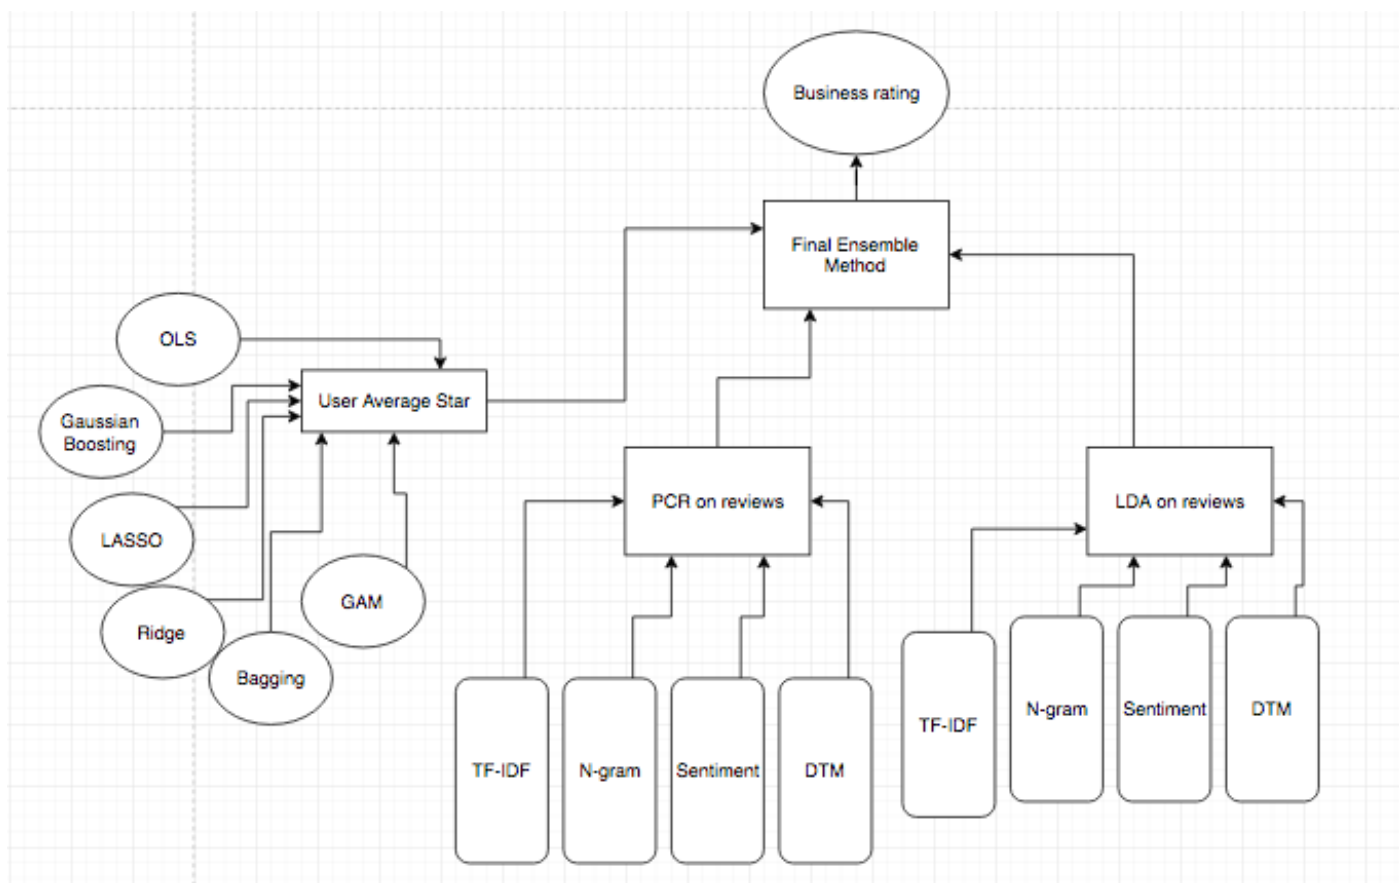 Business rating
Final Ensemble
Method
OLS
User Average Star
Gaussian
Boosting
PCR on reviews
LDA on reviews
LASSO
GAM
Ridge
Bagging
TF-IDF
N-gram
Sentiment
DTM
TF-IDF
N-gram
Sentiment
DTM